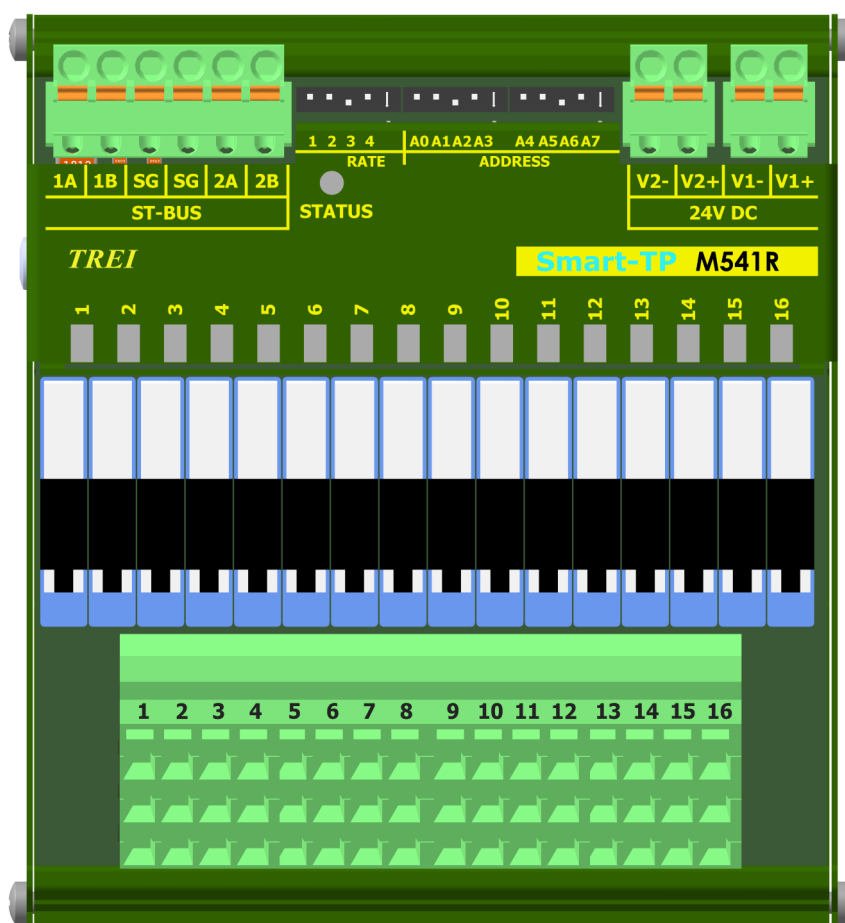 1 2 3 4 A0 A1 A2 A3 A4 A5 A6 A7
RATE ADDRESS
1A 1B SG SG 2A 2B V2- V2+ V1- V1+
ST-BUS STATUS 24V DC
TREI Smart-TP M541R
1 2 3 4 5 6 7 8 9 10 11 12 13 14 15 16
1 2 3 4 5 6 7 8 9 10 11 12 13 14 15 16